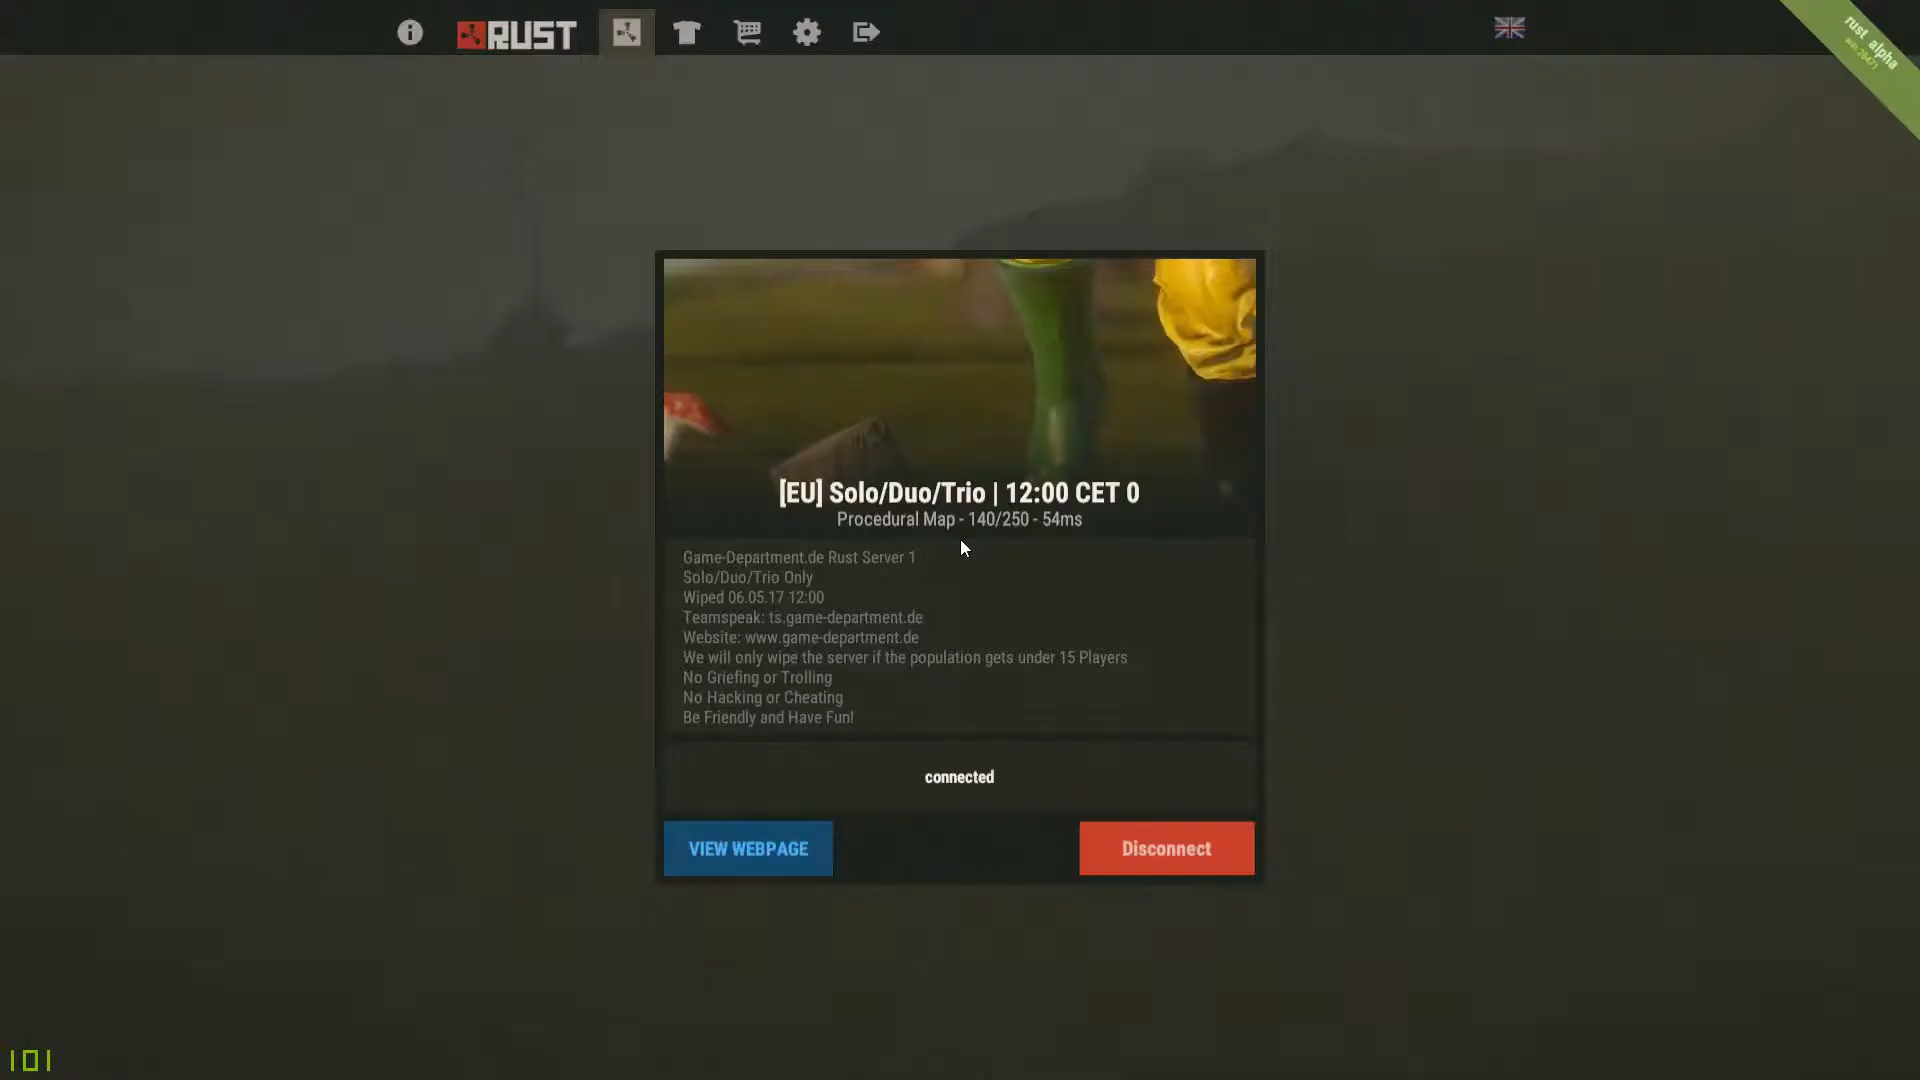 RUST
rust alpha
[EU] Solo/Duo/Trio | 12:00 CET 0
Procedural Map - 140/250 - 54ms
Game-Department.de Rust Server 1
Solo/Duo/Trio Only
Wiped 06.05.17 12:00
Teamspeak: ts.game-department.de
Website: www.game-department.de
We will only wipe the server if the population gets under 15 Players
No Griefing or Trolling
No Hacking or Cheating
Be Friendly and Have Fun!
connected
VIEW WEBPAGE
Disconnect
101